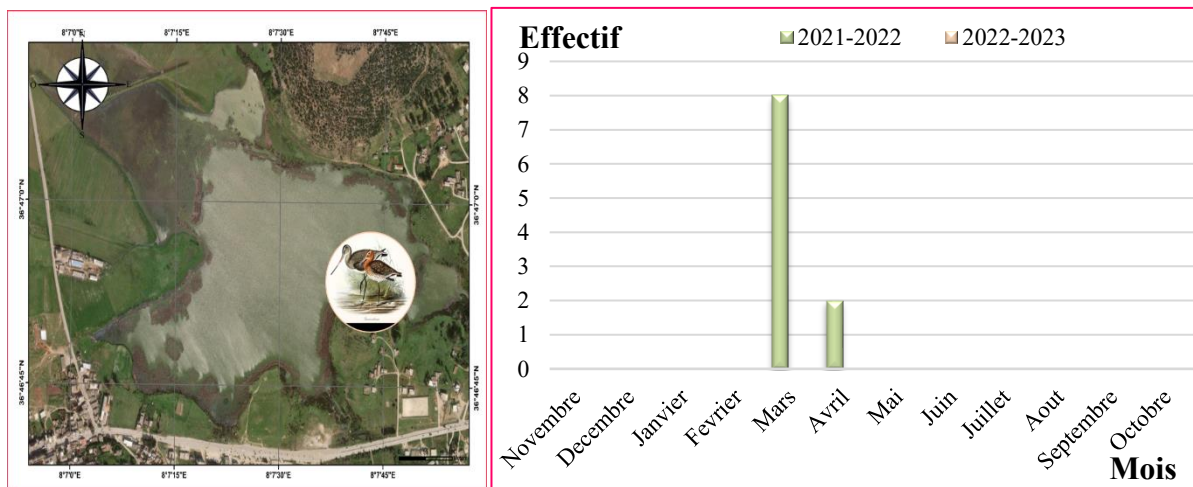 8°7'0"E
8°7'15"E
8°7'30"E
8°7'45"E
36°47'0"N
36°47'0"N
36°46'45"N
36°46'45"N
8°7'0"E
8°7'15"E
8°7'30"E
8°7'45"E
Effectif
2021-2022
2022-2023
9
8
7
6
5
4
3
2
1
0
Novembre
Decembre
Janvier
Fevrier
Mars
Avril
Mai
Juin
Juillet
Aout
Septembre
Octobre
Mois